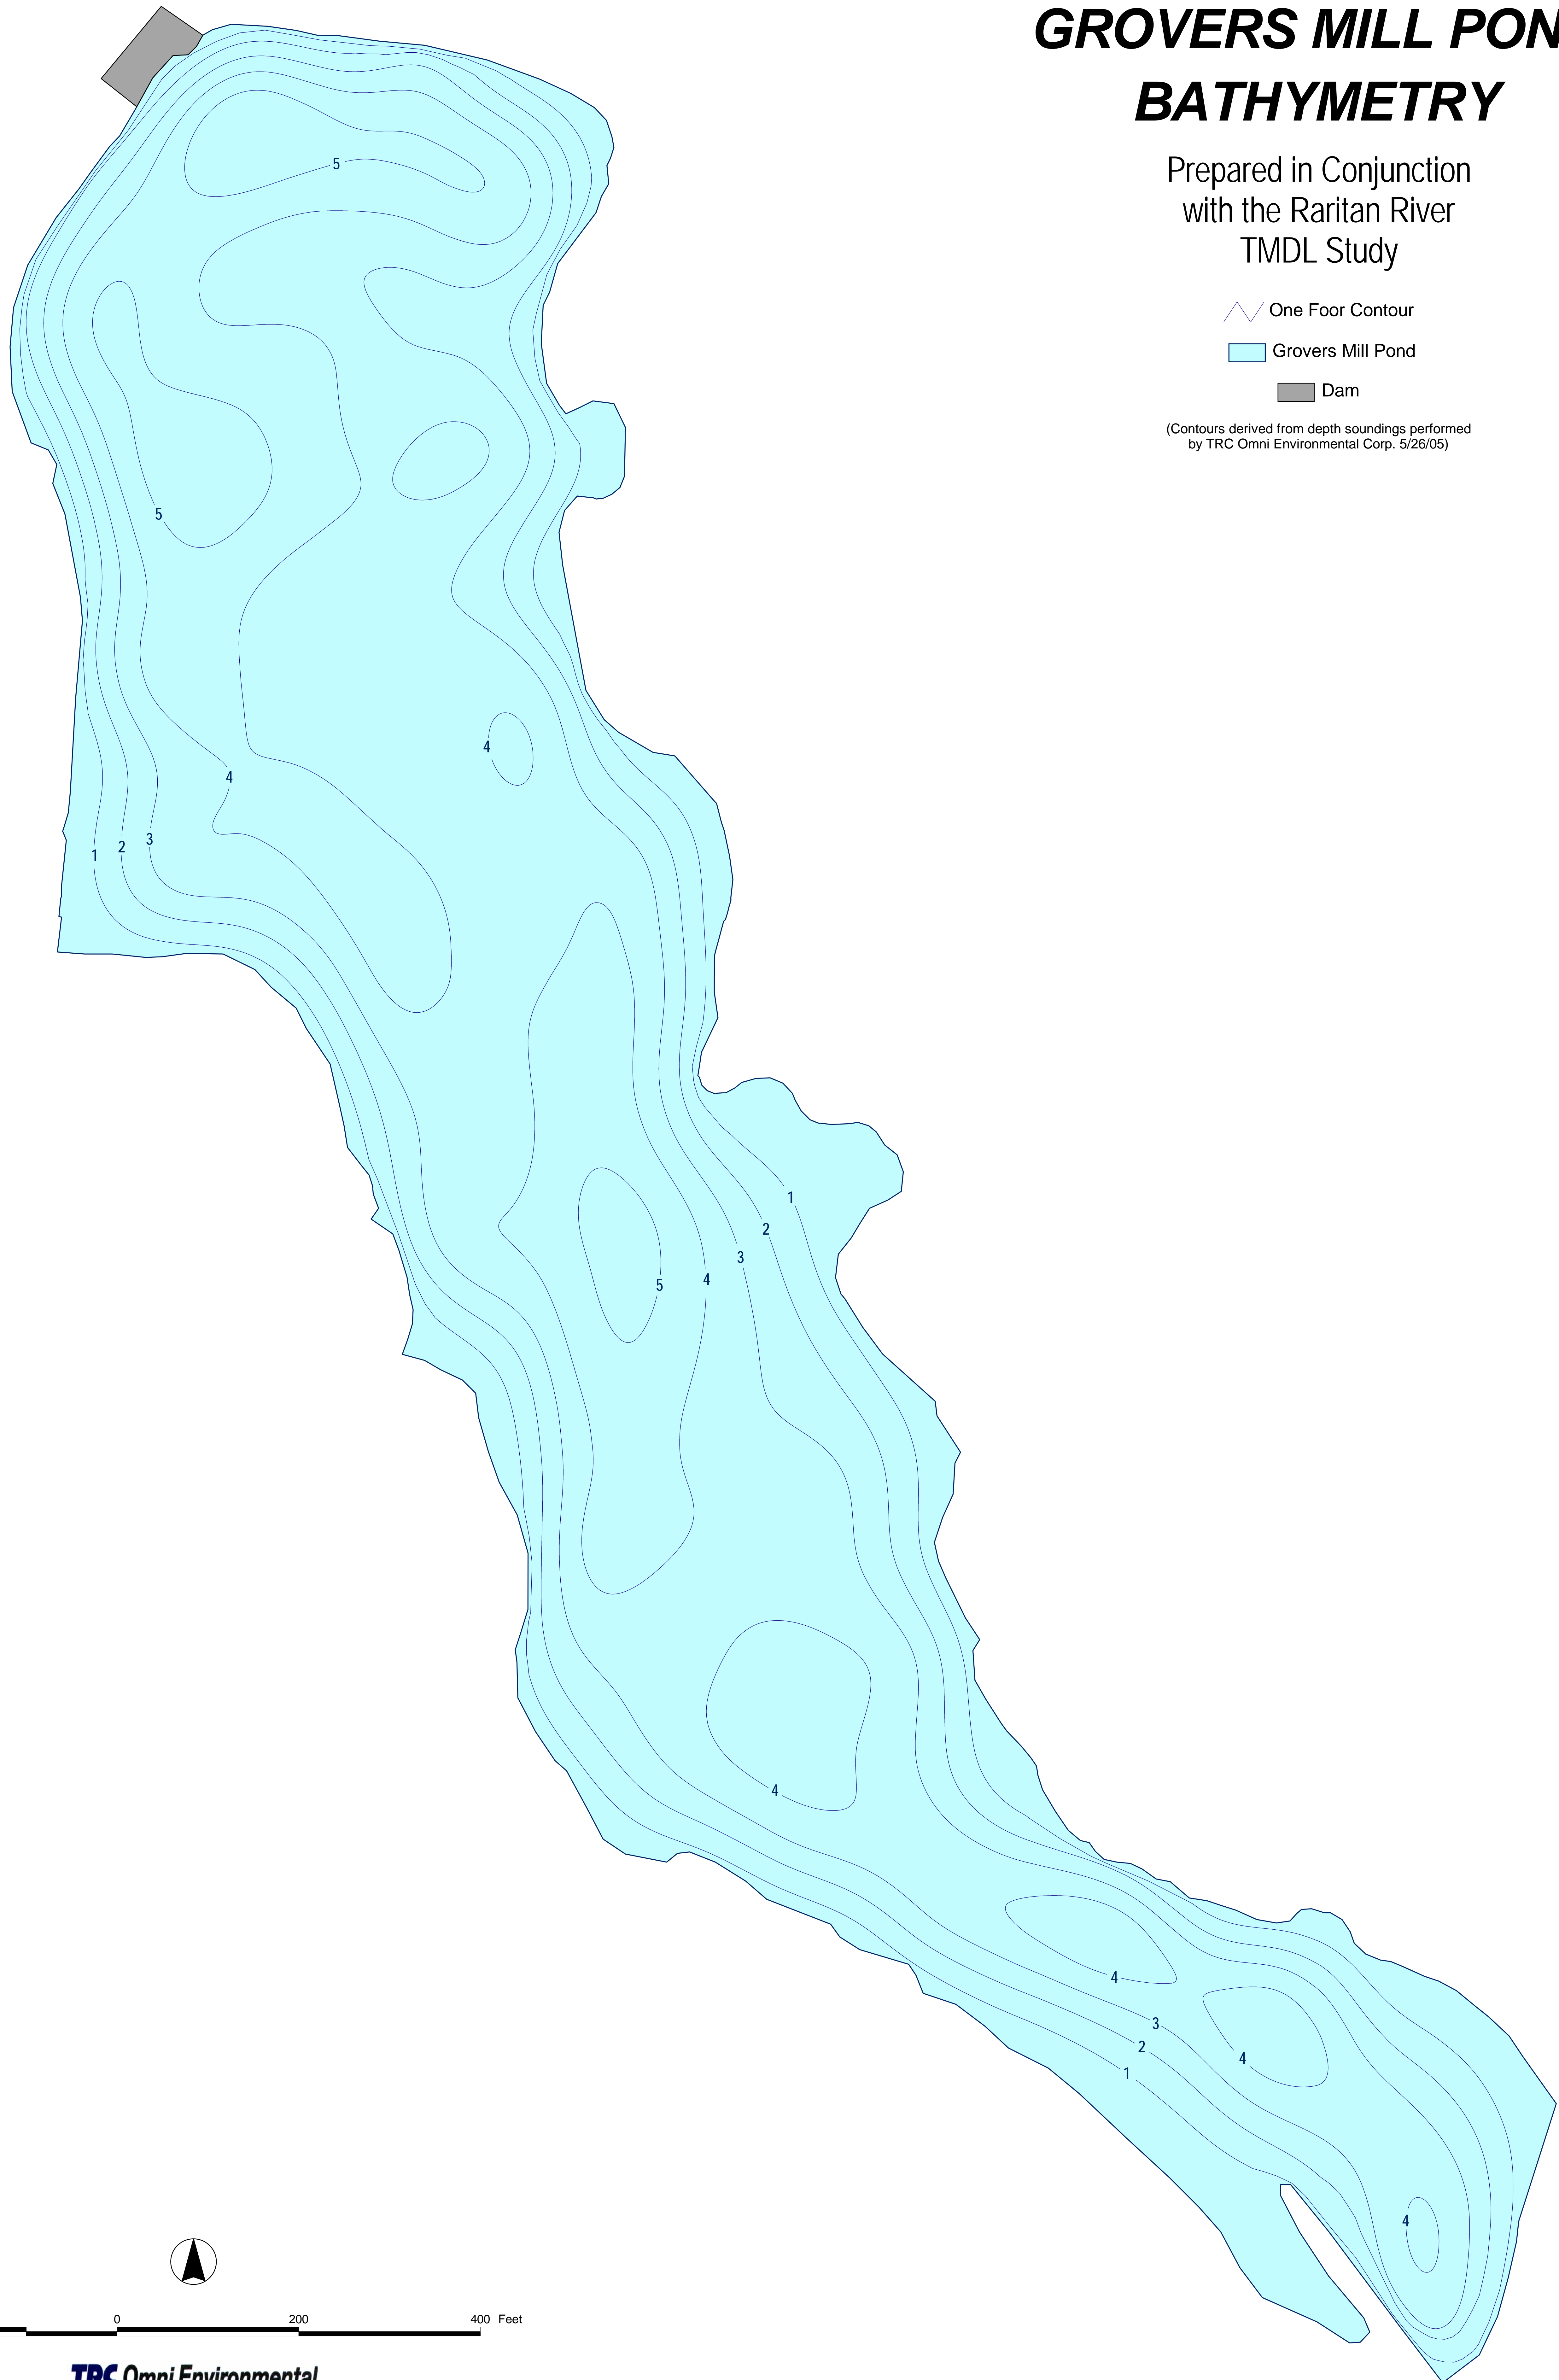 GROVERS MILL PON
BATHYMETRY
Prepared in Conjunction
with the Raritan River
TMDL Study
One Foor Contour
Grovers Mill Pond
Dam
(Contours derived from depth soundings performed
by TRC Omni Environmental Corp. 5/26/05)
5
5
4
4
3
2
1
1
2
3
4
5
4
4
3
4
2
1
4
0 200 400 Feet
TRC Omni Environmental